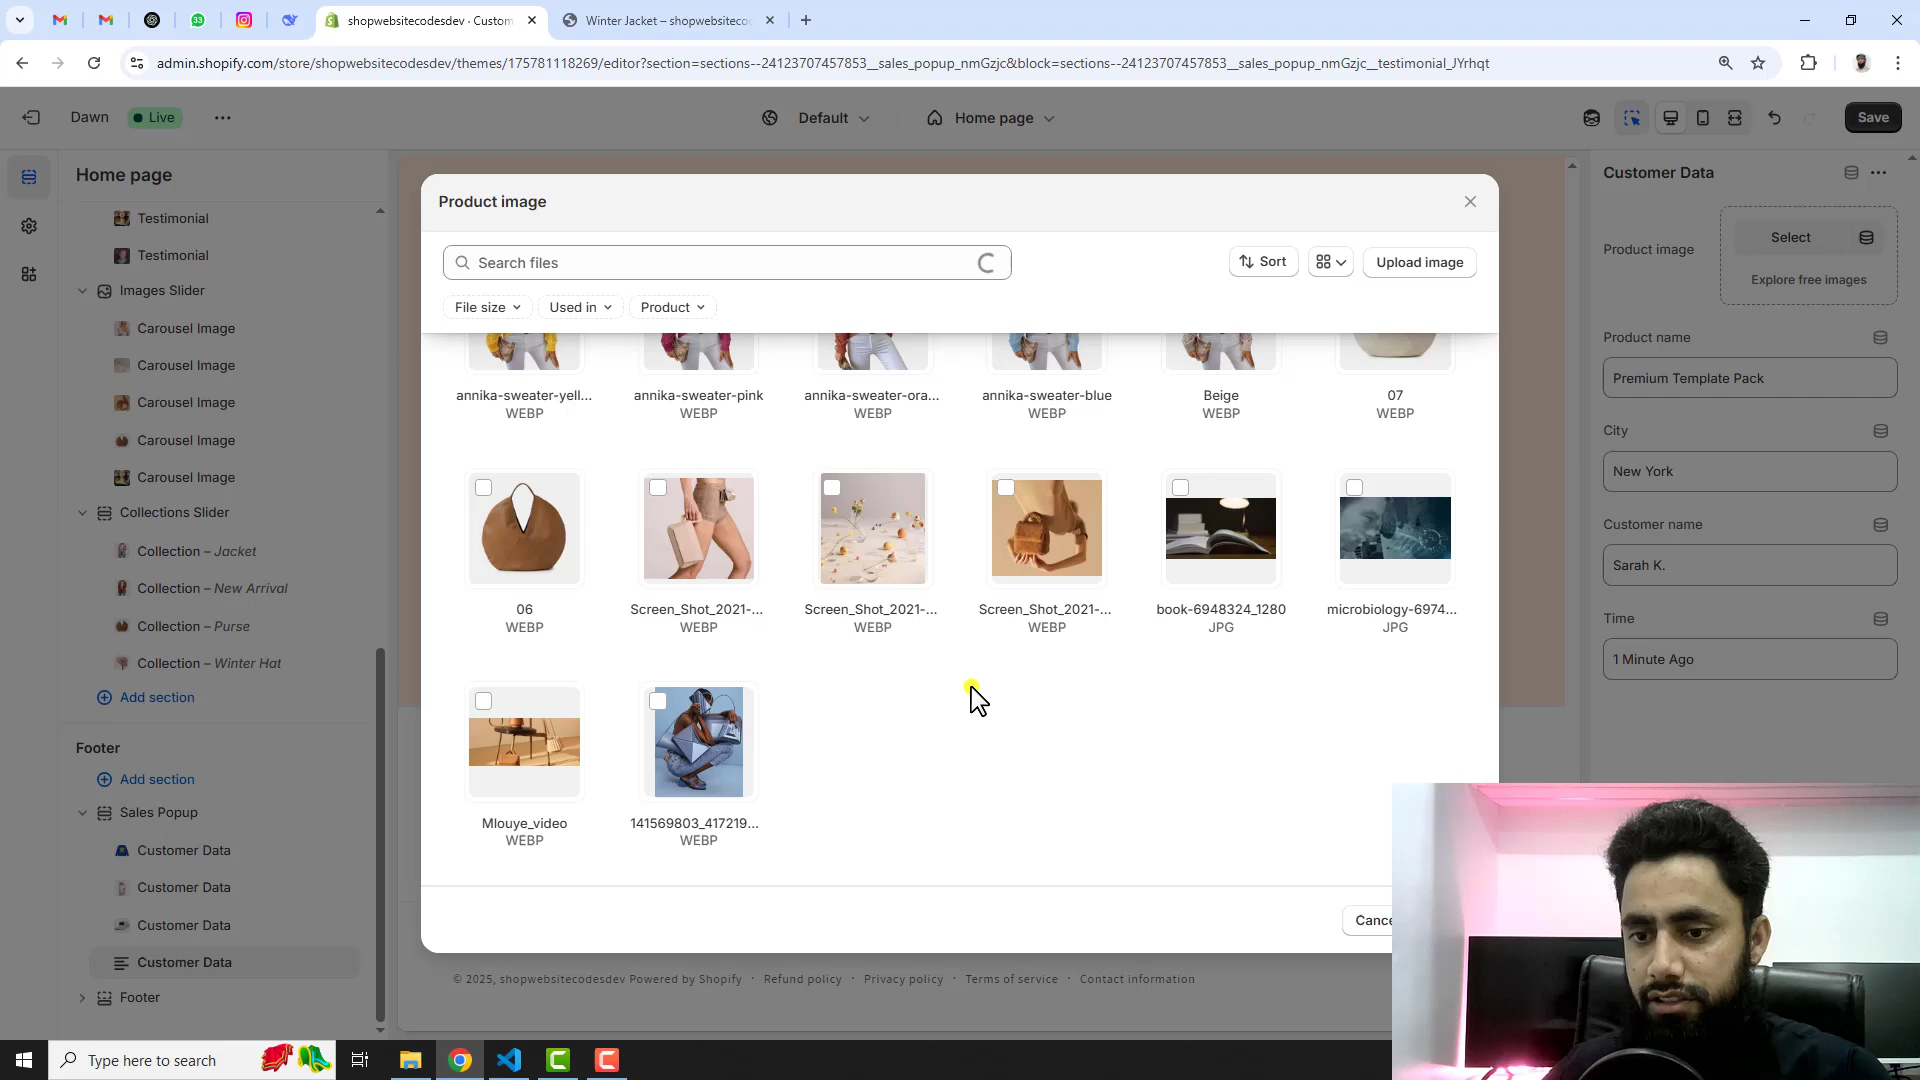 33
shopwebsitecodesdev · Custom
Winter Jacket – shopwebsiteco
admin.shopify.com/store/shopwebsitecodesdev/themes/175781118269/editor?section=sections--24123707457853__sales_popup_nmGzjc&block=sections--24123707457853__sales_popup_nmGzjc__testimonial_JYrhqt
Dawn
Live
Default
Home page
Save
Home page
Testimonial
Testimonial
Images Slider
Carousel Image
Carousel Image
Carousel Image
Carousel Image
Carousel Image
Collections Slider
Collection – Jacket
Collection – New Arrival
Collection – Purse
Collection – Winter Hat
Add section
Footer
Add section
Sales Popup
Customer Data
Customer Data
Customer Data
Customer Data
Footer
Product image
Search files
Sort
Upload image
File size
Used in
Product
annika-sweater-yell...
WEBP
annika-sweater-pink
WEBP
annika-sweater-ora...
WEBP
annika-sweater-blue
WEBP
Beige
WEBP
07
WEBP
06
WEBP
Screen_Shot_2021-...
WEBP
Screen_Shot_2021-...
WEBP
Screen_Shot_2021-...
WEBP
book-6948324_1280
JPG
microbiology-6974...
JPG
Mlouye_video
WEBP
141569803_417219...
WEBP
Cance
© 2025, shopwebsitecodesdev Powered by Shopify · Refund policy · Privacy policy · Terms of service · Contact information
Customer Data
Product image
Select
Explore free images
Product name
Premium Template Pack
City
New York
Customer name
Sarah K.
Time
1 Minute Ago
Type here to search